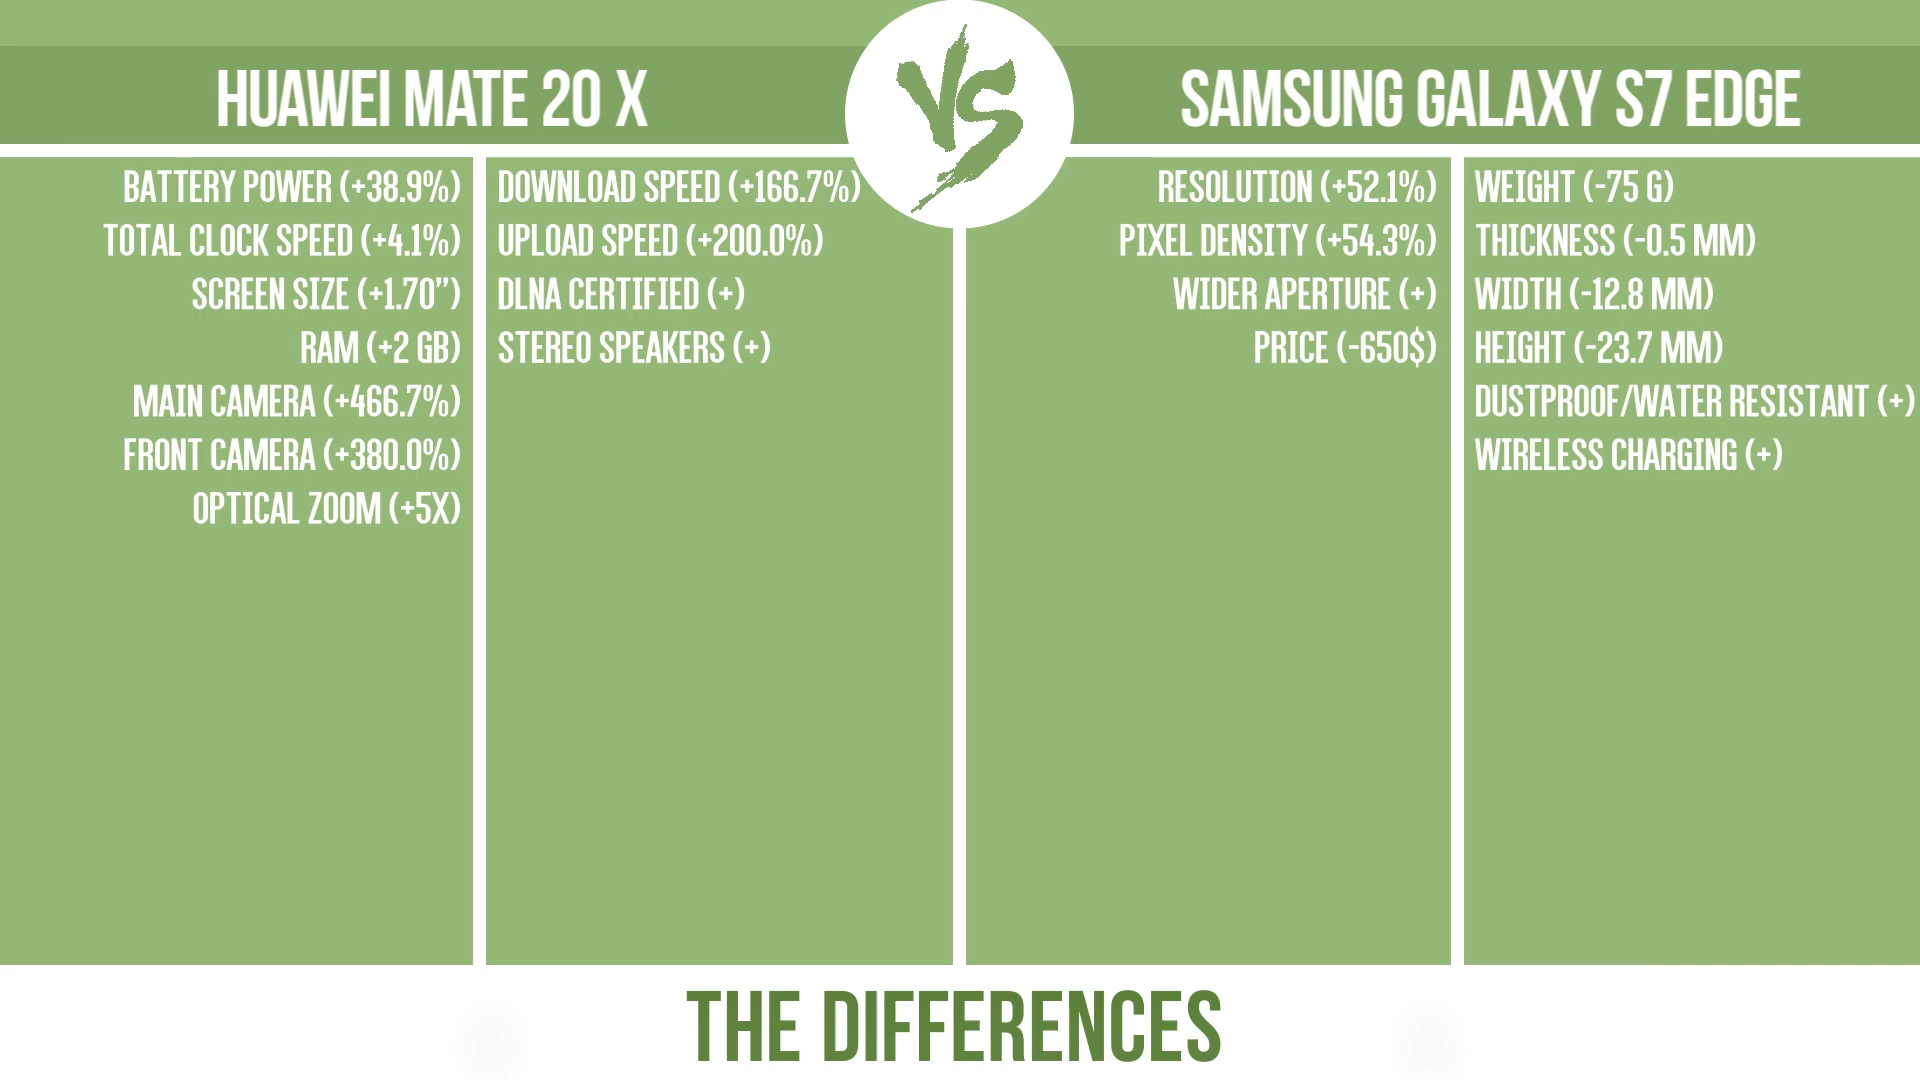 HUAWEI MATE 20 X
VS
SAMSUNG GALAXY S7 EDGE
BATTERY POWER (+38.9%)
TOTAL CLOCK SPEED (+4.1%)
SCREEN SIZE (+1.70”)
RAM (+2 GB)
MAIN CAMERA (+466.7%)
FRONT CAMERA (+380.0%)
OPTICAL ZOOM (+5X)
DOWNLOAD SPEED (+166.7%)
UPLOAD SPEED (+200.0%)
DLNA CERTIFIED (+)
STEREO SPEAKERS (+)
RESOLUTION (+52.1%)
PIXEL DENSITY (+54.3%)
WIDER APERTURE (+)
PRICE (-650$)
WEIGHT (-75 G)
THICKNESS (-0.5 MM)
WIDTH (-12.8 MM)
HEIGHT (-23.7 MM)
DUSTPROOF/WATER RESISTANT (+)
WIRELESS CHARGING (+)
THE DIFFERENCES